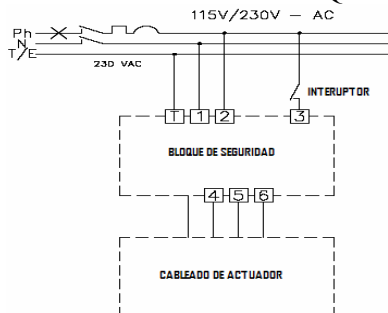 115V/230V – AC
Ph
N
T/E
230 VAC
INTERUPTOR
T 1 2 3
BLOQUE DE SEGURIDAD
4 5 6
CABLEADO DE ACTUADOR